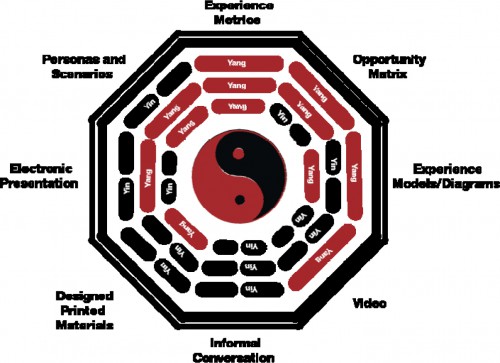 Experience
Metrics
Personas and
Scenarios
Opportunity
Matrix
Yang
Yang
Yang
Yin
Yang
Yang
Yang
Yang
Yin
Electronic
Presentation
Yin
Yang
Yin
Yang
Yin
Yang
Experience
Models/Diagrams
Yang
Yin
Yin
Yin
Yin
Yin
Yin
Yin
Yang
Designed
Printed
Materials
Video
Informal
Conversation